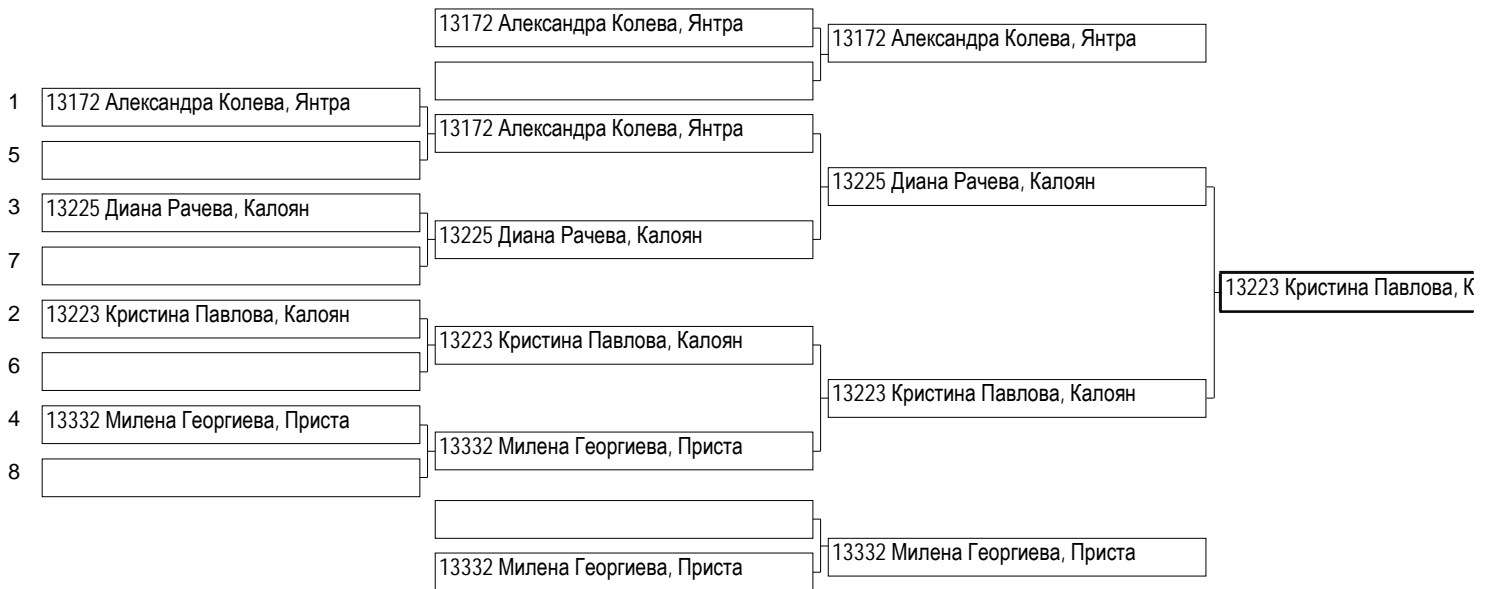 13172 Александра Колева, Янтра
13172 Александра Колева, Янтра
1 13172 Александра Колева, Янтра
13172 Александра Колева, Янтра
5
13225 Диана Рачева, Калоян
3 13225 Диана Рачева, Калоян
13225 Диана Рачева, Калоян
7
13223 Кристина Павлова, К
2 13223 Кристина Павлова, Калоян
13223 Кристина Павлова, Калоян
6
13223 Кристина Павлова, Калоян
4 13332 Милена Георгиева, Приста
13332 Милена Георгиева, Приста
8
13332 Милена Георгиева, Приста
13332 Милена Георгиева, Приста